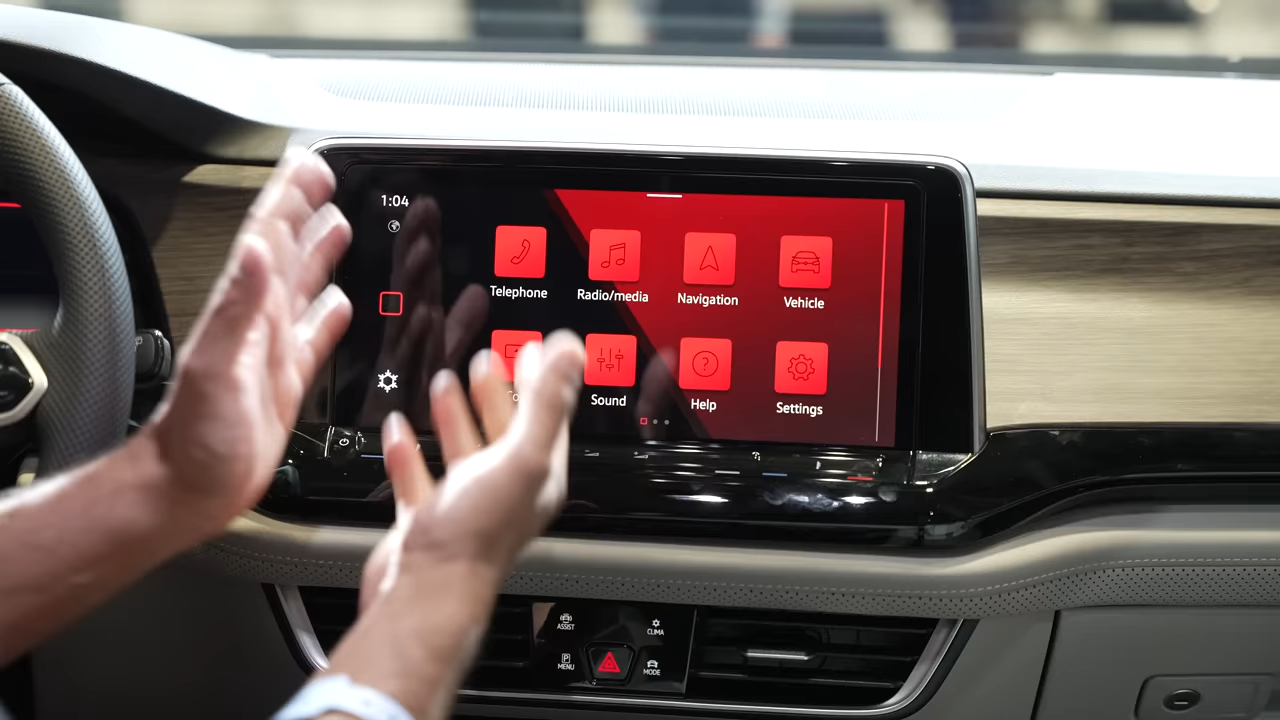 1:04
Telephone
Radio/media
Navigation
Vehicle
Sound
Help
Settings
ASSIST
CLIMA
P
MENU
MODE